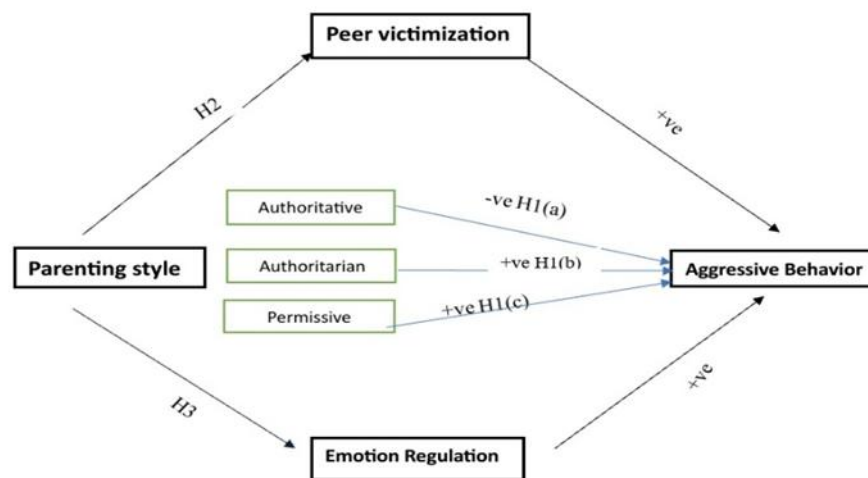 Peer victimization
H2
+ve
Authoritative
-ve H1(a)
Parenting style
Authoritarian
+ve H1(b)
Aggressive Behavior
Permissive
+ve H1(c)
H3
+ve
Emotion Regulation